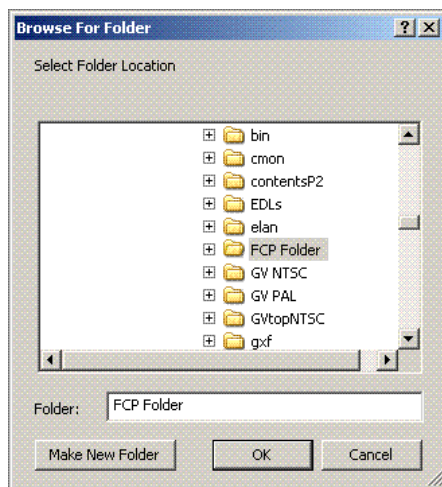 Browse For Folder
Select Folder Location
bin
cmon
contentsP2
EDLs
elan
FCP Folder
GV NTSC
GV PAL
GVtopNTSC
gxf
Folder: FCP Folder
Make New Folder OK Cancel